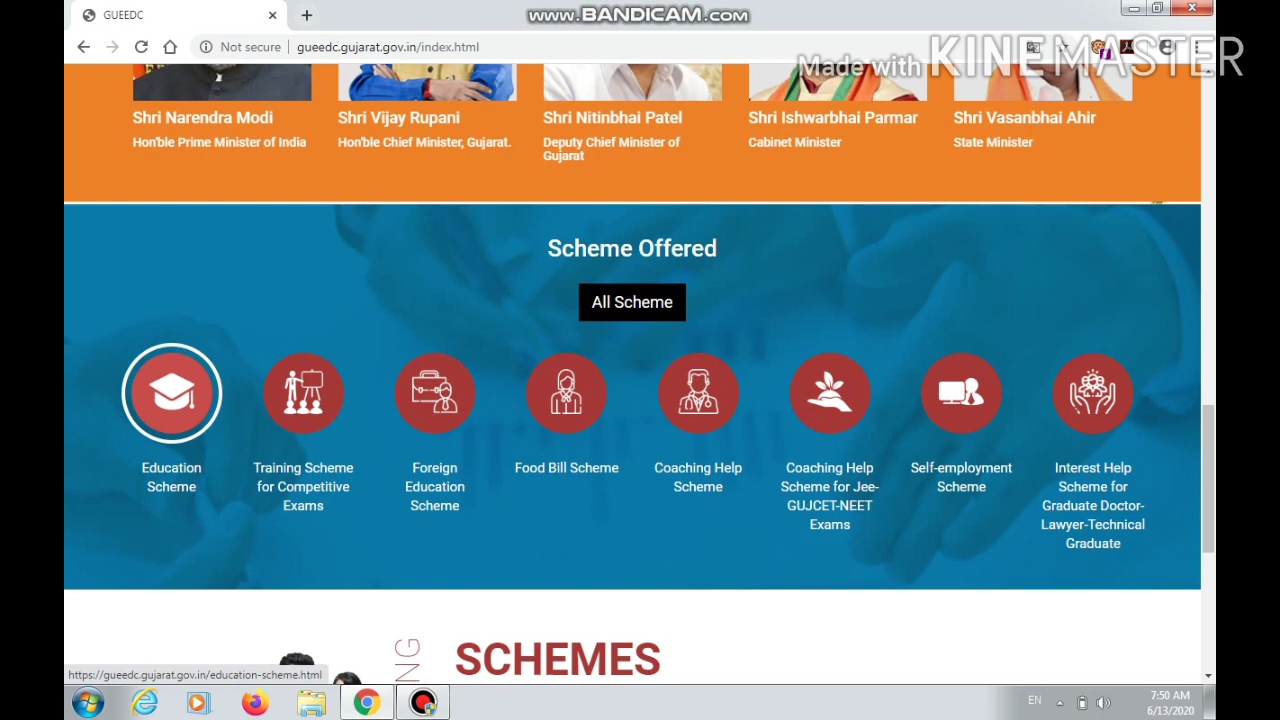 GUEEDC
www.BANDICAM.com
Not secure
gueedc.gujarat.gov.in/index.html
Made with KINEMASTER
Shri Narendra Modi
Shri Vijay Rupani
Shri Nitinbhai Patel
Shri Ishwarbhai Parmar
Shri Vasanbhai Ahir
Hon'ble Prime Minister of India
Hon'ble Chief Minister, Gujarat.
Deputy Chief Minister of
Gujarat
Cabinet Minister
State Minister
Scheme Offered
All Scheme
Education
Scheme
Training Scheme
for Competitive
Exams
Foreign
Education
Scheme
Food Bill Scheme
Coaching Help
Scheme
Coaching Help
Scheme for Jee-
GUJCET-NEET
Exams
Self-employment
Scheme
Interest Help
Scheme for
Graduate Doctor-
Lawyer-Technical
Graduate
NG
SCHEMES
https://gueedc.gujarat.gov.in/education-scheme.html
EN
7:50 AM
6/13/2020